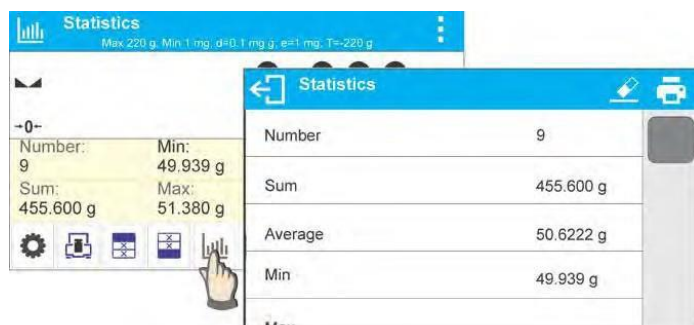 Statistics
Max 220 g; Min 1 mg; d=0.1 mg g; e=1 mg; T=-220 g
→0←
Number: Min:
9 49.939 g
Sum: Max:
455.600 g 51.380 g
Statistics
Number 9
Sum 455.600 g
Average 50.6222 g
Min 49.939 g